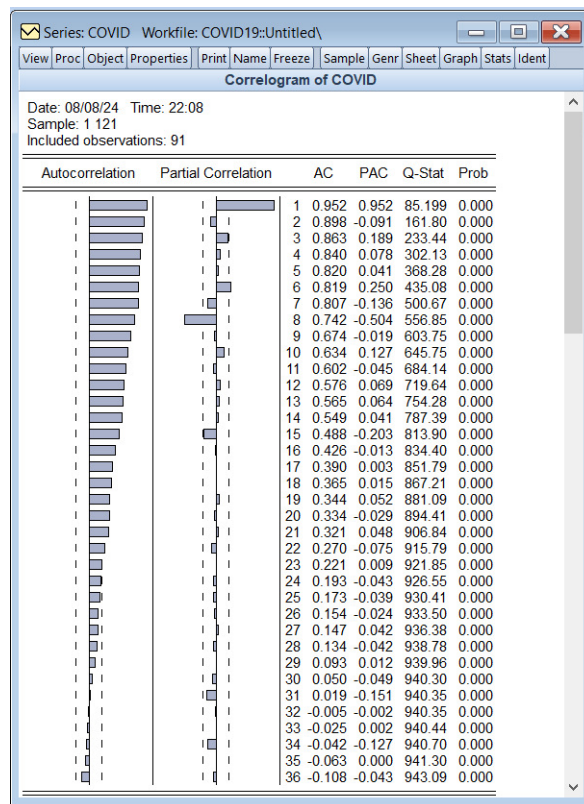 Series: COVID Workfile: COVID19::Untitled\
View Proc Object Properties Print Name Freeze Sample Genr Sheet Graph Stats Ident
Correlogram of COVID
Date: 08/08/24 Time: 22:08
Sample: 1 121
Included observations: 91
Autocorrelation Partial Correlation AC PAC Q-Stat Prob
1 0.952 0.952 85.199 0.000
2 0.898 -0.091 161.80 0.000
3 0.863 0.189 233.44 0.000
4 0.840 0.078 302.13 0.000
5 0.820 0.041 368.28 0.000
6 0.819 0.250 435.08 0.000
7 0.807 -0.136 500.67 0.000
8 0.742 -0.504 556.85 0.000
9 0.674 -0.019 603.75 0.000
10 0.634 0.127 645.75 0.000
11 0.602 -0.045 684.14 0.000
12 0.576 0.069 719.64 0.000
13 0.565 0.064 754.28 0.000
14 0.549 0.041 787.39 0.000
15 0.488 -0.203 813.90 0.000
16 0.426 -0.013 834.40 0.000
17 0.390 0.003 851.79 0.000
18 0.365 0.015 867.21 0.000
19 0.344 0.052 881.09 0.000
20 0.334 -0.029 894.41 0.000
21 0.321 0.048 906.84 0.000
22 0.270 -0.075 915.79 0.000
23 0.221 0.009 921.85 0.000
24 0.193 -0.043 926.55 0.000
25 0.173 -0.039 930.41 0.000
26 0.154 -0.024 933.50 0.000
27 0.147 0.042 936.38 0.000
28 0.134 -0.042 938.78 0.000
29 0.093 0.012 939.96 0.000
30 0.050 -0.049 940.30 0.000
31 0.019 -0.151 940.35 0.000
32 -0.005 -0.002 940.35 0.000
33 -0.025 0.002 940.44 0.000
34 -0.042 -0.127 940.70 0.000
35 -0.063 0.000 941.30 0.000
36 -0.108 -0.043 943.09 0.000